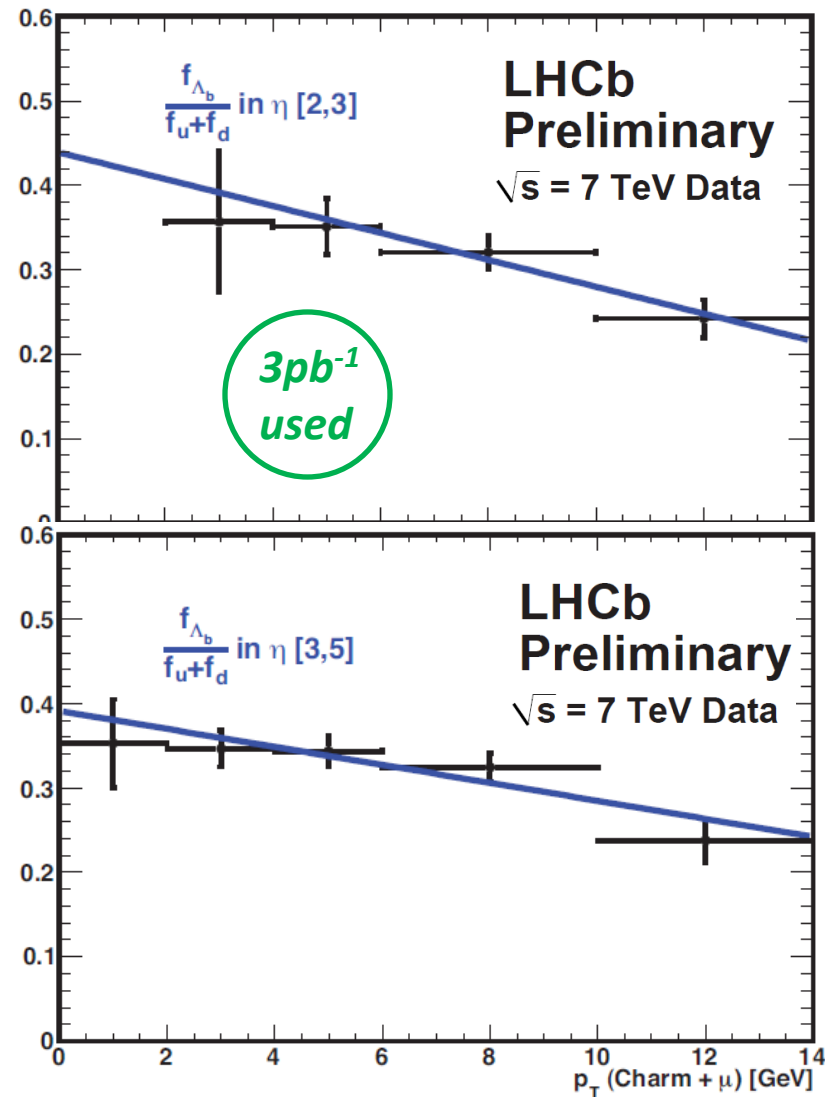 0.6
0.5
0.4
0.3
0.2
0.1
0
f_Λb
f_u+f_d
in η [2,3]
LHCb
Preliminary
√s = 7 TeV Data
3pb⁻¹
used
0.6
0.5
0.4
0.3
0.2
0.1
0
f_Λb
f_u+f_d
in η [3,5]
LHCb
Preliminary
√s = 7 TeV Data
0 2 4 6 8 10 12 14
p_T (Charm + μ) [GeV]